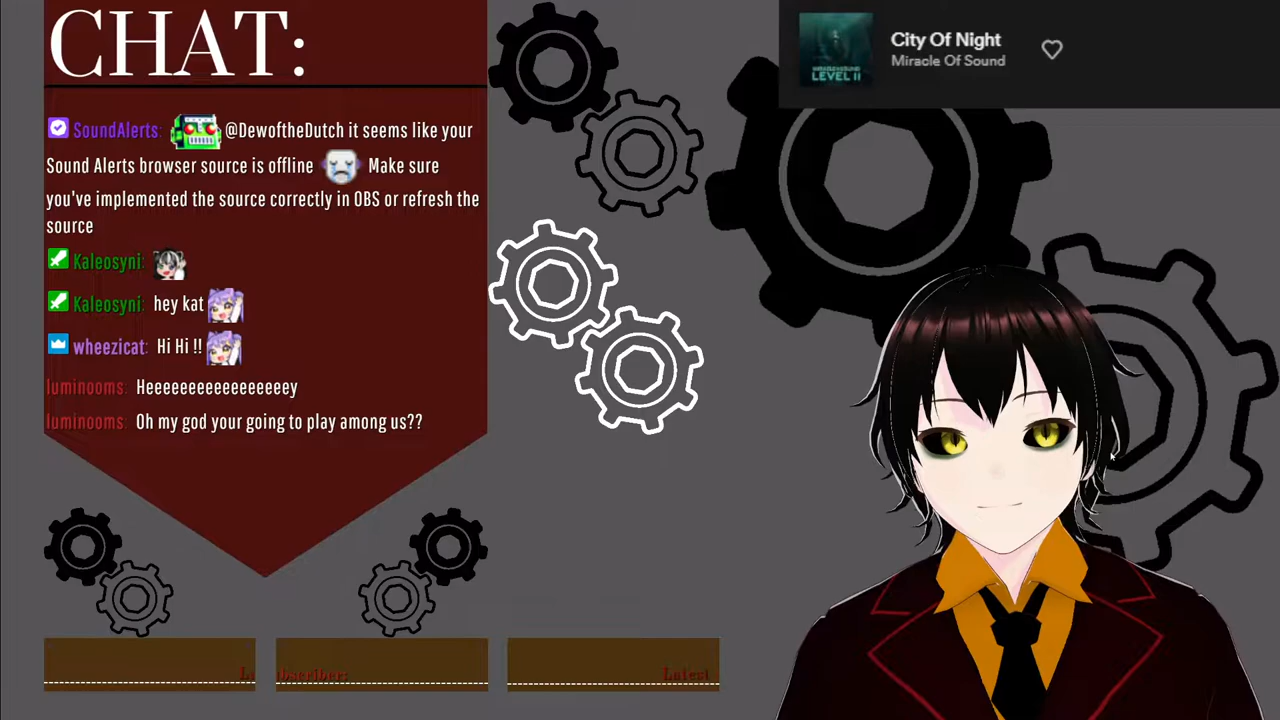 CHAT:
City Of Night
Miracle Of Sound
LEVEL II
SoundAlerts: @DewoftheDutch it seems like your
Sound Alerts browser source is offline Make sure
you've implemented the source correctly in OBS or refresh the
source
Kaleosyni:
Kaleosyni: hey kat
wheezicat: Hi Hi !!
luminooms: Heeeeeeeeeeeeeeeey
luminooms: Oh my god your going to play among us??
Latest